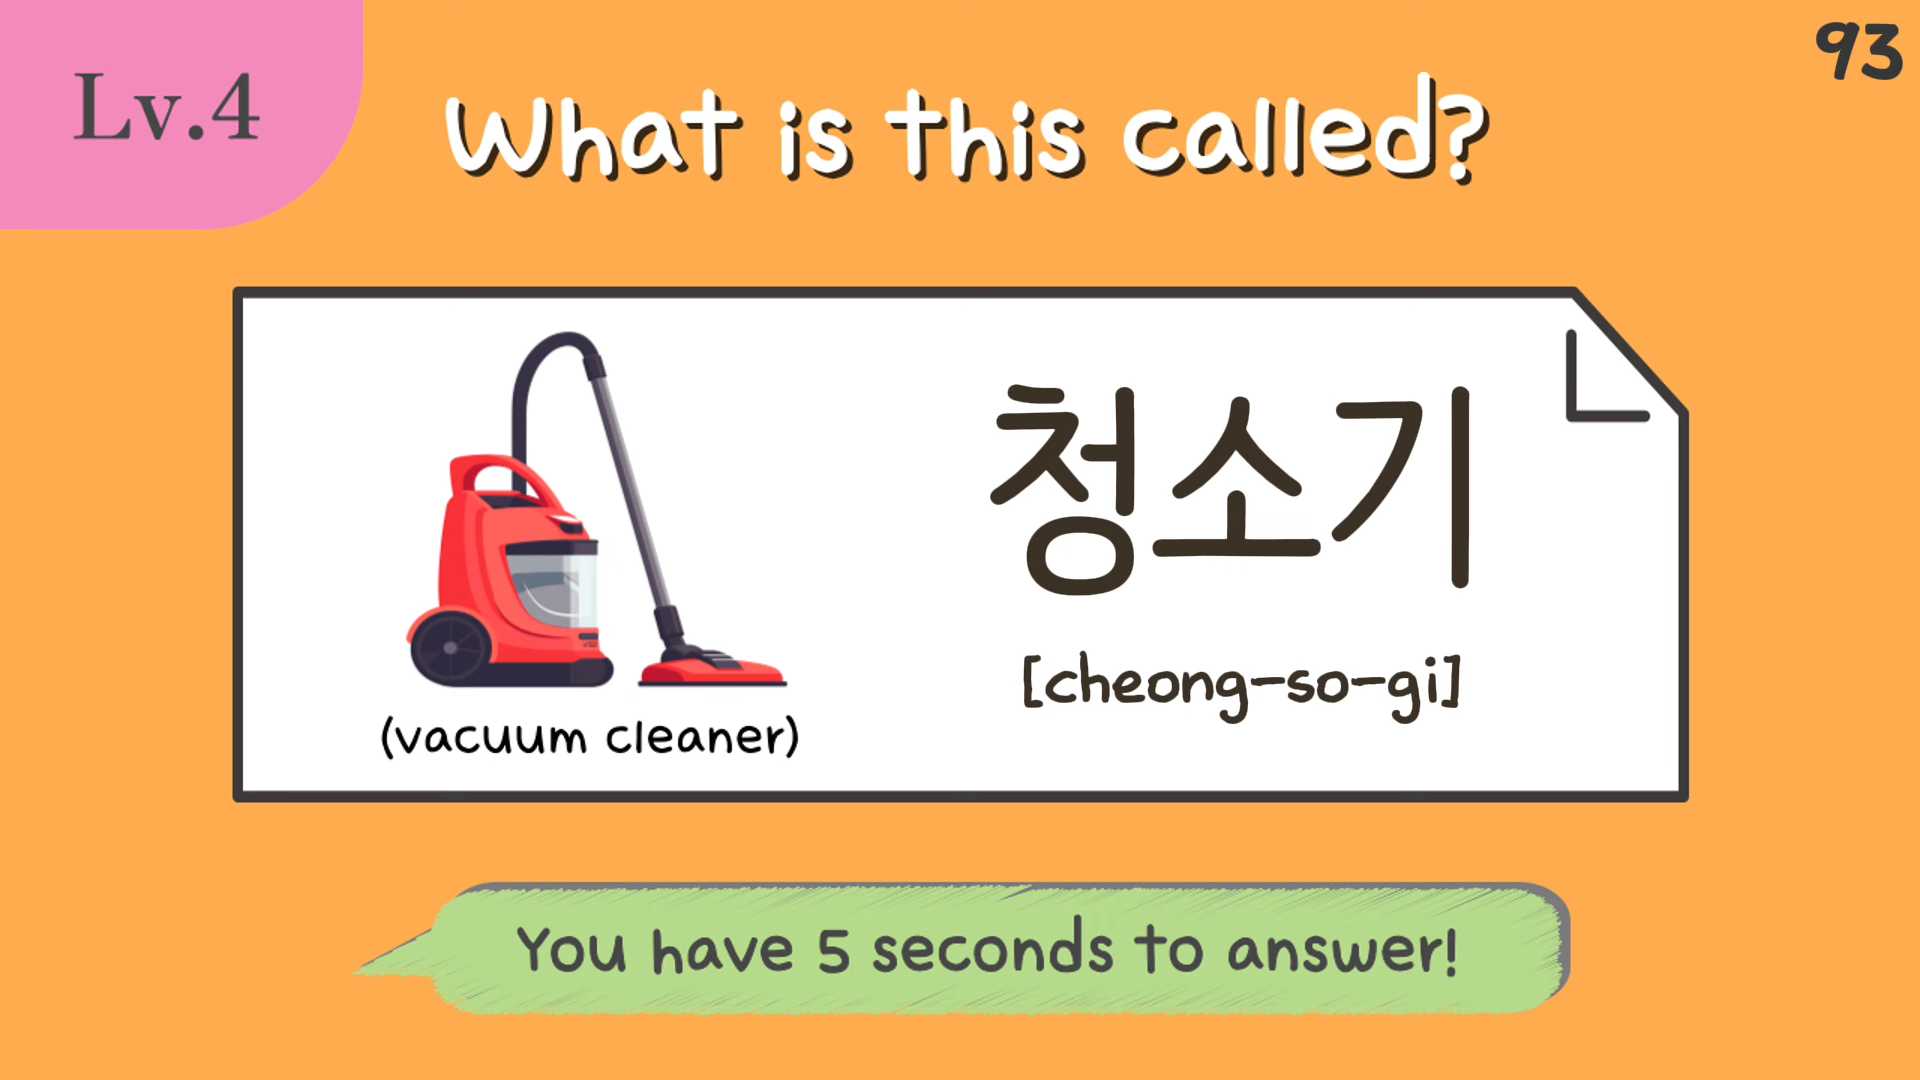 Lv.4
93
What is this called?
청소기
[cheong-so-gi]
(vacuum cleaner)
You have 5 seconds to answer!